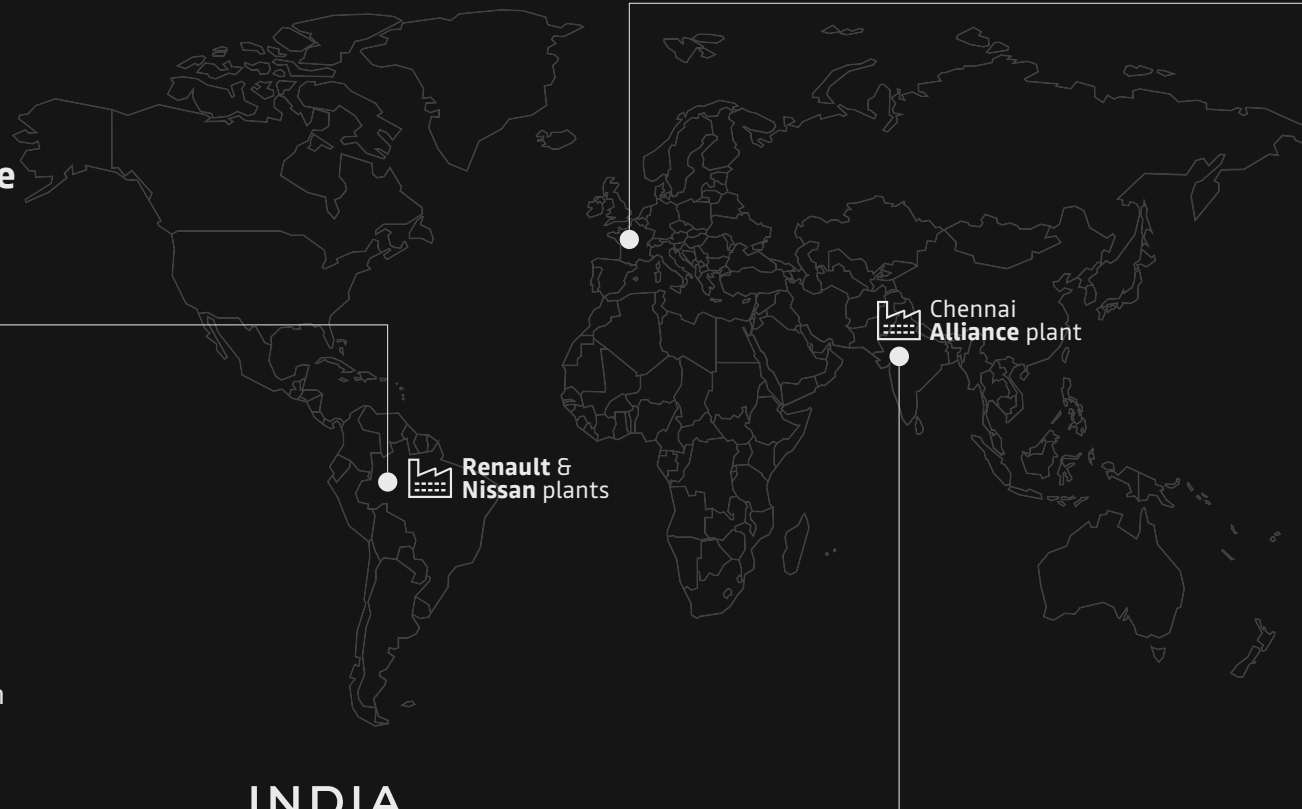 e
Chennai
Alliance plant
Renault &
Nissan plants
n
INDIA